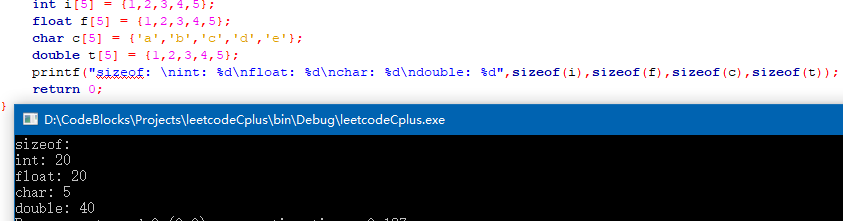 int i[5] = {1,2,3,4,5};
float f[5] = {1,2,3,4,5};
char c[5] = {'a','b','c','d','e'};
double t[5] = {1,2,3,4,5};
printf("sizeof: \nint: %d\nfloat: %d\nchar: %d\ndouble: %d",sizeof(i),sizeof(f),sizeof(c),sizeof(t));
return 0;
}
D:\CodeBlocks\Projects\leetcodeCplus\bin\Debug\leetcodeCplus.exe
sizeof:
int: 20
float: 20
char: 5
double: 40